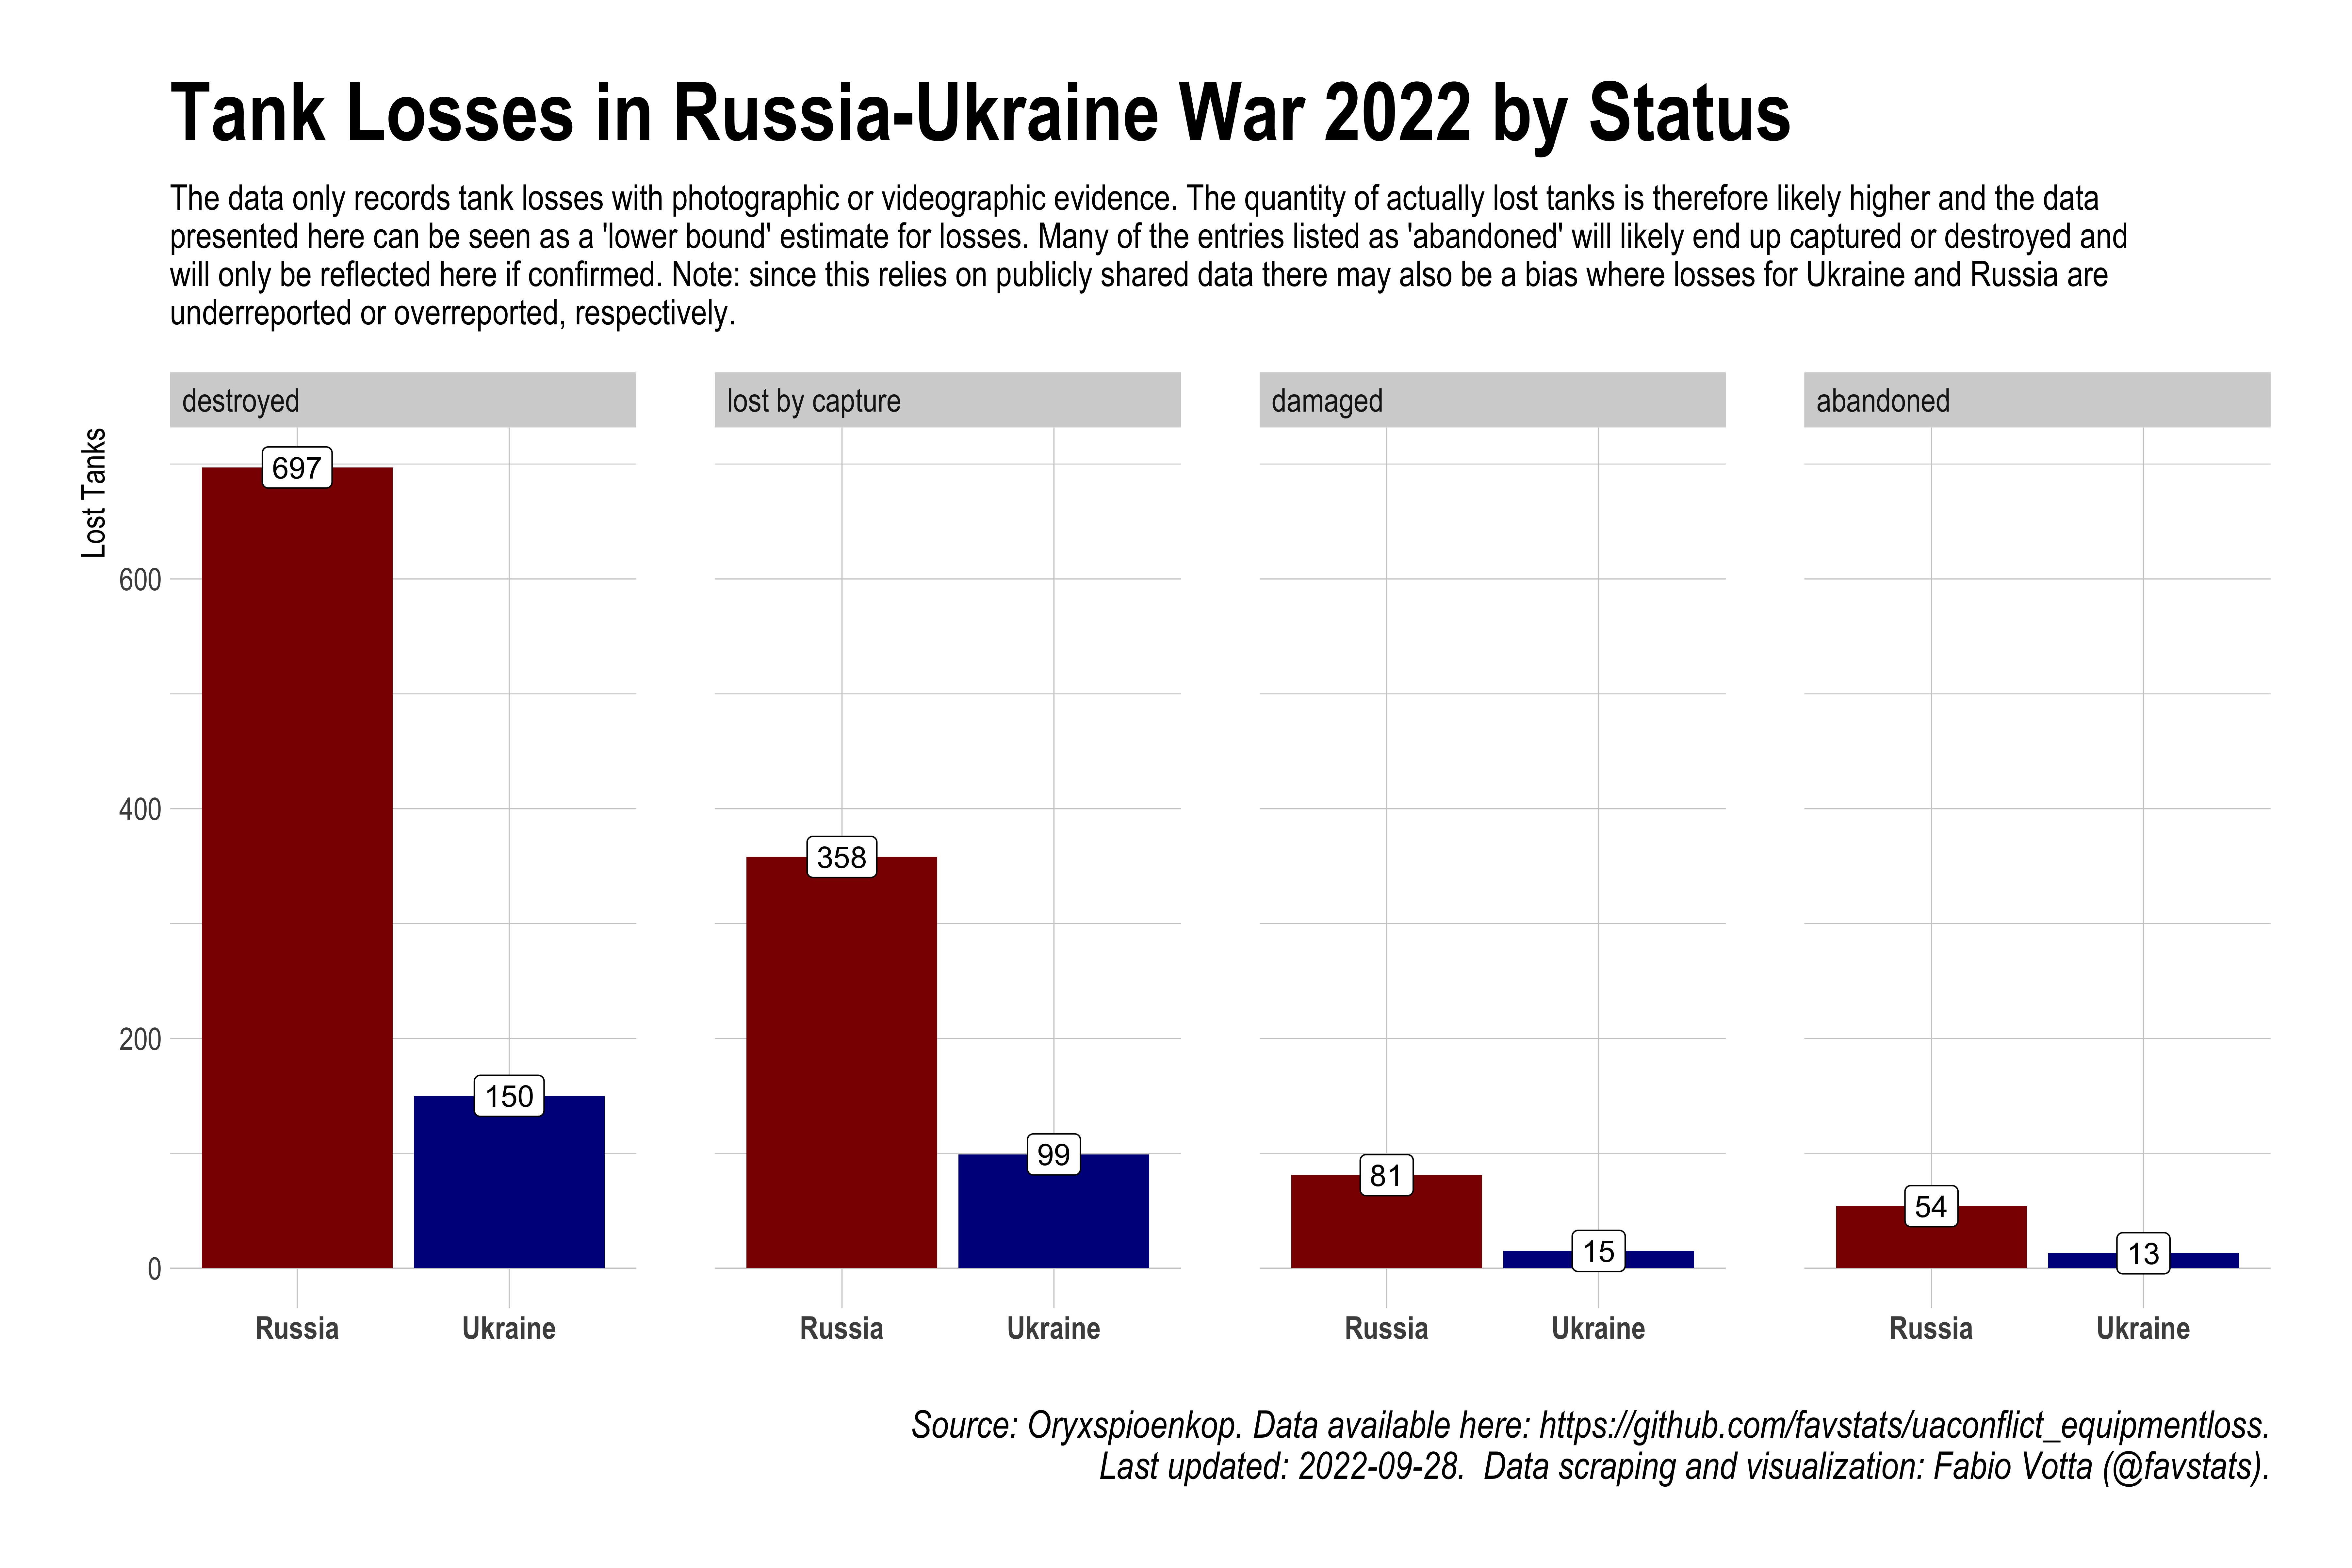 Tank Losses in Russia-Ukraine War 2022 by Status
The data only records tank losses with photographic or videographic evidence. The quantity of actually lost tanks is therefore likely higher and the data
presented here can be seen as a 'lower bound' estimate for losses. Many of the entries listed as 'abandoned' will likely end up captured or destroyed and
will only be reflected here if confirmed. Note: since this relies on publicly shared data there may also be a bias where losses for Ukraine and Russia are
underreported or overreported, respectively.
destroyed
lost by capture
damaged
abandoned
Lost Tanks
600
400
200
0
697
150
358
99
81
15
54
13
Russia
Ukraine
Russia
Ukraine
Russia
Ukraine
Russia
Ukraine
Source: Oryxspioenkop. Data available here: https://github.com/favstats/uaconflict_equipmentloss.
Last updated: 2022-09-28.  Data scraping and visualization: Fabio Votta (@favstats).